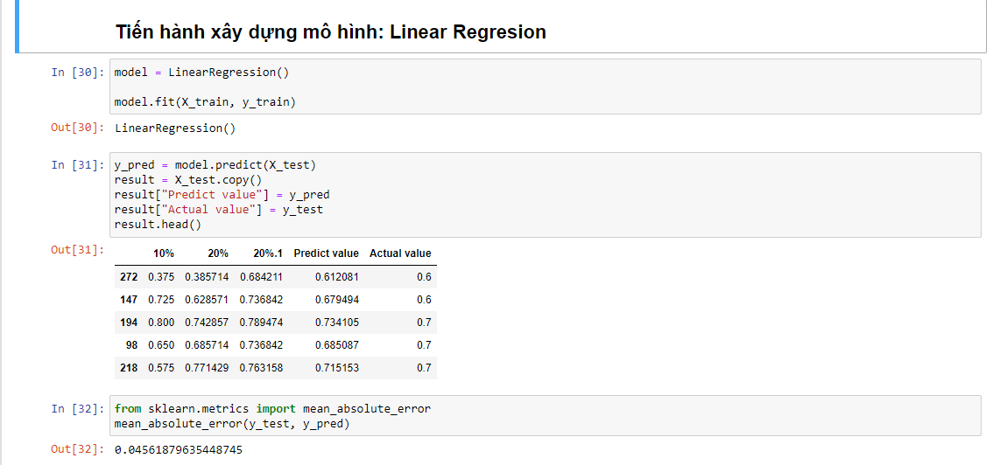 Tiến hành xây dựng mô hình: Linear Regresion
In [30]: model = LinearRegression()
model.fit(X_train, y_train)
Out[30]: LinearRegression()
In [31]: y_pred = model.predict(X_test)
result = X_test.copy()
result["Predict value"] = y_pred
result["Actual value"] = y_test
result.head()
Out[31]:
10% 20% 20%.1 Predict value Actual value
272 0.375 0.385714 0.684211 0.612081 0.6
147 0.725 0.628571 0.736842 0.679494 0.6
194 0.800 0.742857 0.789474 0.734105 0.7
98 0.650 0.685714 0.736842 0.685087 0.7
218 0.575 0.771429 0.763158 0.715153 0.7
In [32]: from sklearn.metrics import mean_absolute_error
mean_absolute_error(y_test, y_pred)
Out[32]: 0.04561879635448745